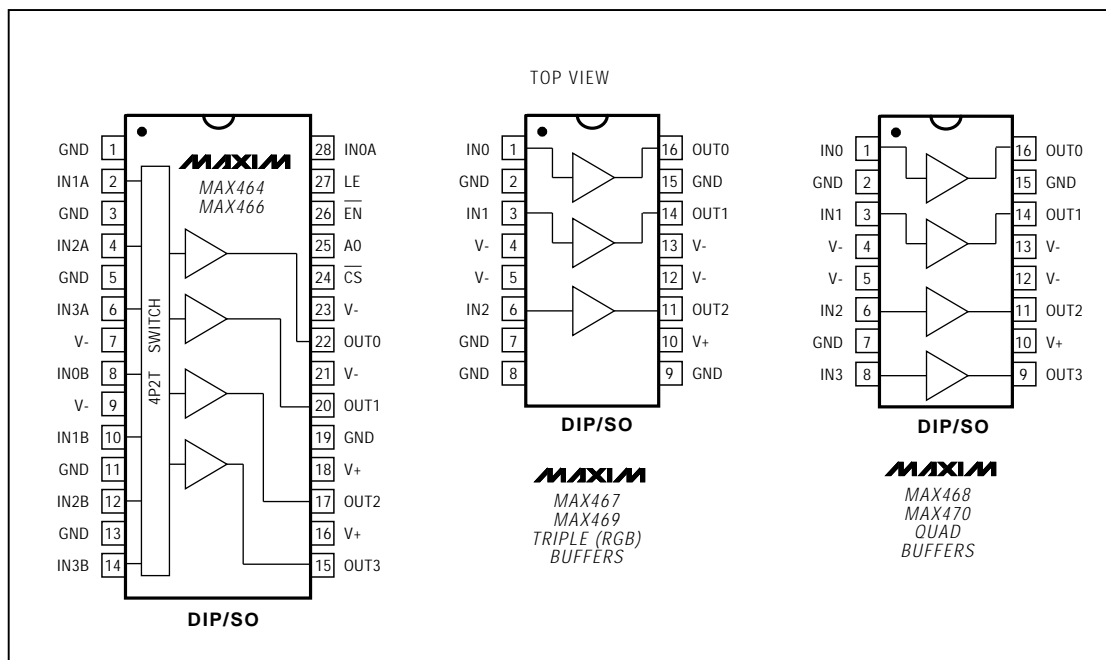 TOP VIEW
GND 1
IN1A 2
GND 3
IN2A 4
GND 5
IN3A 6
V- 7
IN0B 8
V- 9
IN1B 10
GND 11
IN2B 12
GND 13
IN3B 14
4P2T SWITCH
MAXIM
MAX464
MAX466
28 IN0A
27 LE
26 EN
25 A0
24 CS
23 V-
22 OUT0
21 V-
20 OUT1
19 GND
18 V+
17 OUT2
16 V+
15 OUT3
DIP/SO
IN0 1
GND 2
IN1 3
V- 4
V- 5
IN2 6
GND 7
GND 8
16 OUT0
15 GND
14 OUT1
13 V-
12 V-
11 OUT2
10 V+
9 GND
DIP/SO
MAXIM
MAX467
MAX469
TRIPLE (RGB)
BUFFERS
IN0 1
GND 2
IN1 3
V- 4
V- 5
IN2 6
GND 7
IN3 8
16 OUT0
15 GND
14 OUT1
13 V-
12 V-
11 OUT2
10 V+
9 OUT3
DIP/SO
MAXIM
MAX468
MAX470
QUAD
BUFFERS